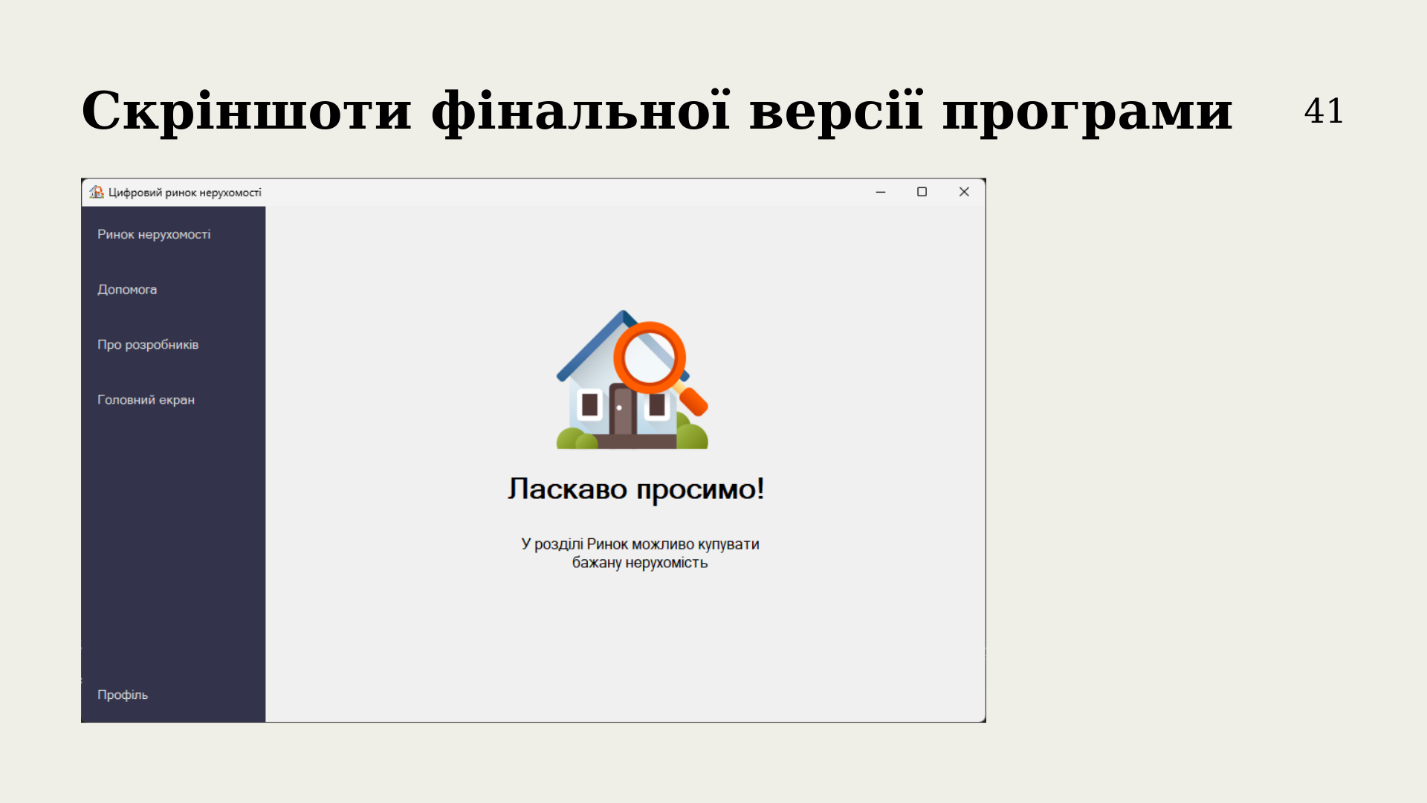 Скріншоти фінальної версії програми
41
Цифровий ринок нерухомості
Ринок нерухомості
Допомога
Про розробників
Головний екран
Ласкаво просимо!
У розділі Ринок можливо купувати
бажану нерухомість
Профіль